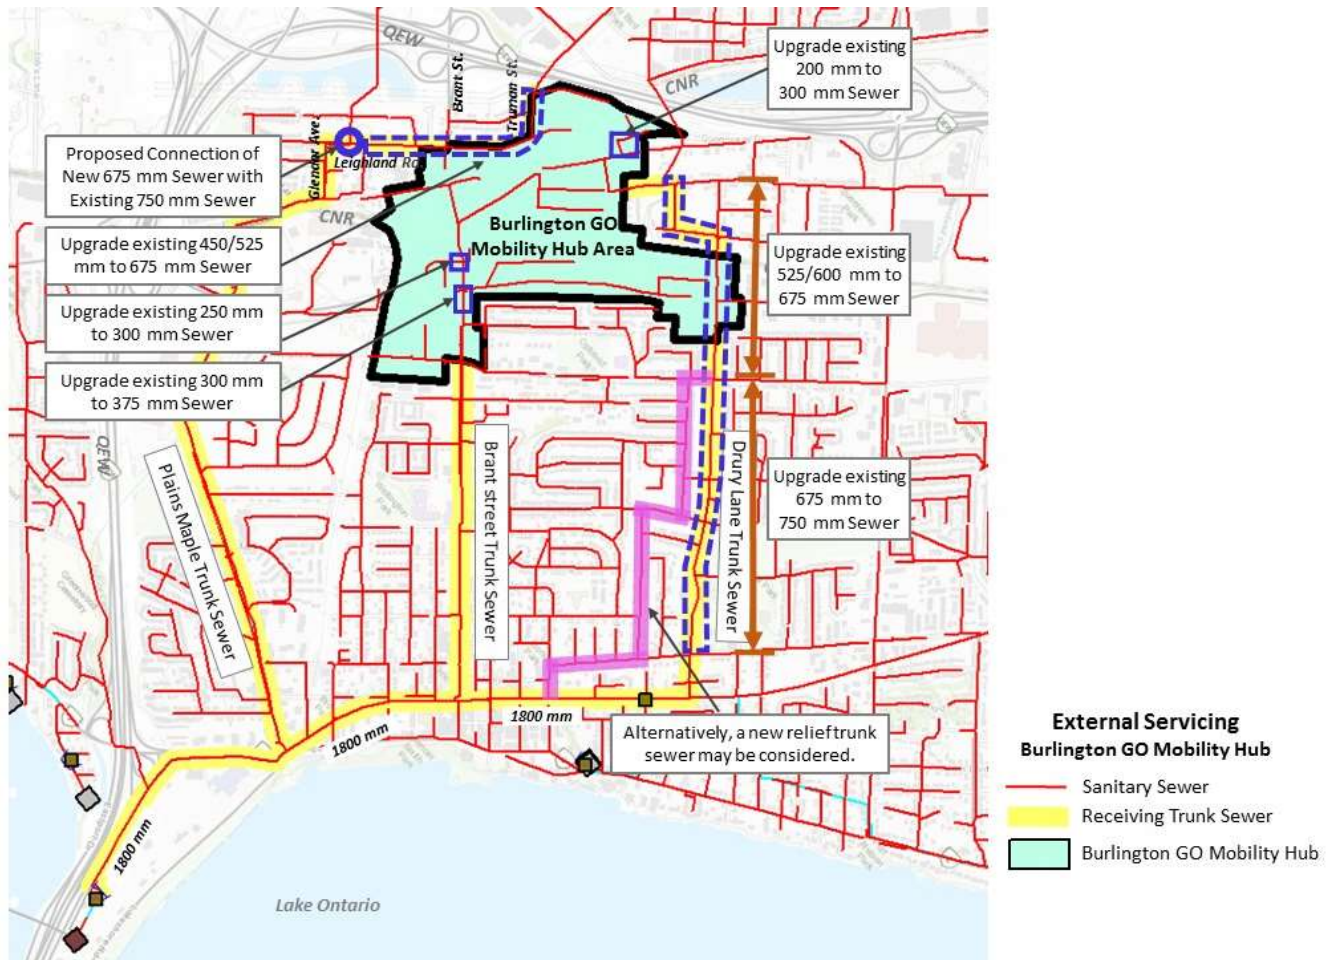 QEW
Brant St.
Truman St.
CNR
Upgrade existing
200 mm to
300 mm Sewer
Glendor Ave.
Leighland Rd
Proposed Connection of
New 675 mm Sewer with
Existing 750 mm Sewer
CNR
Burlington GO
Mobility Hub Area
Upgrade existing 450/525
mm to 675 mm Sewer
Upgrade existing
525/600 mm to
675 mm Sewer
Upgrade existing 250 mm
to 300 mm Sewer
Upgrade existing 300 mm
to 375 mm Sewer
QEW
Plains Maple Trunk Sewer
Brant street Trunk Sewer
Drury Lane Trunk Sewer
Upgrade existing
675 mm to
750 mm Sewer
1800 mm
1800 mm
1800 mm
Alternatively, a new relief trunk
sewer may be considered.
Lake Ontario
External Servicing
Burlington GO Mobility Hub
Sanitary Sewer
Receiving Trunk Sewer
Burlington GO Mobility Hub